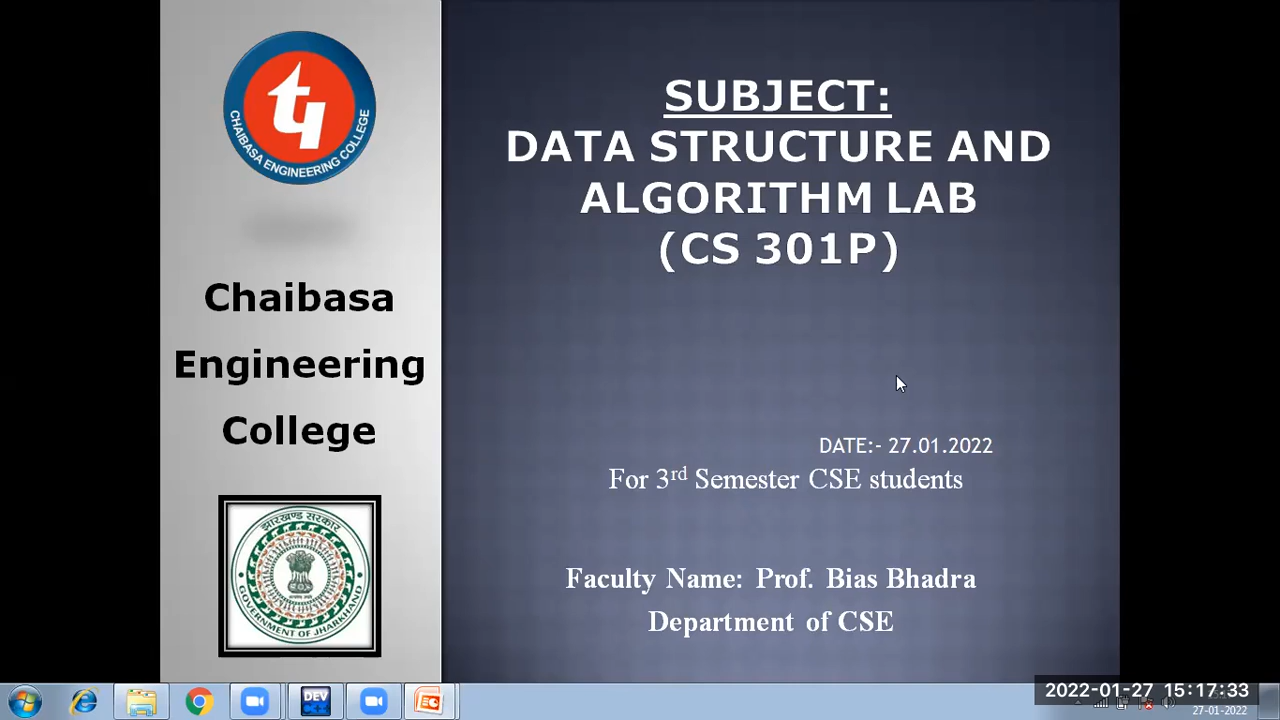 CHAIBASA ENGINEERING COLLEGE
Chaibasa
Engineering
College
झारखण्ड सरकार
GOVERNMENT OF JHARKHAND
SUBJECT:
DATA STRUCTURE AND
ALGORITHM LAB
(CS 301P)
DATE:- 27.01.2022
For 3rd Semester CSE students
Faculty Name: Prof. Bias Bhadra
Department of CSE
DEV
C++
2022-01-27 15:17:33
27-01-2022